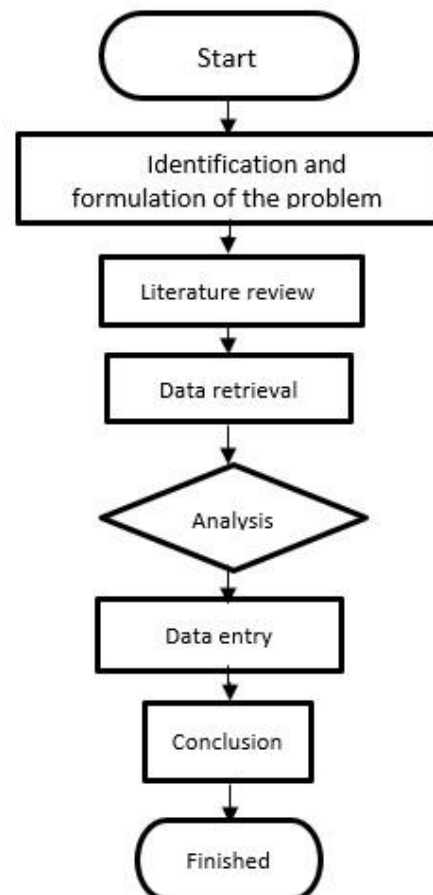 Start
Identification and
formulation of the problem
Literature review
Data retrieval
Analysis
Data entry
Conclusion
Finished